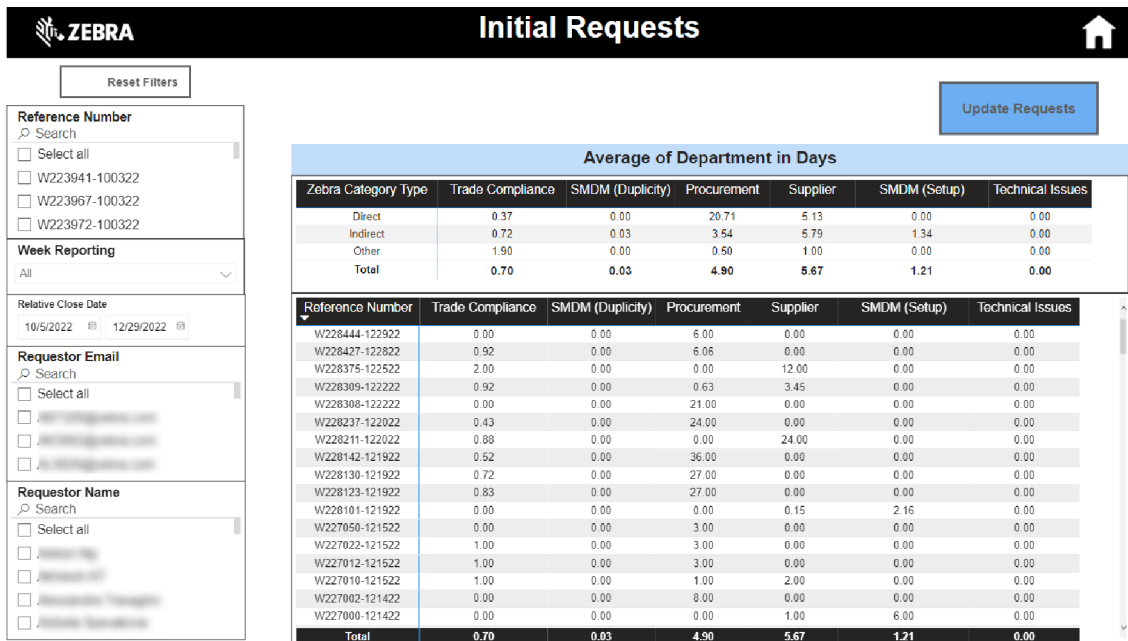 ZEBRA
Initial Requests
Reset Filters
Update Requests
Reference Number
Search
Select all
W223941-100322
W223967-100322
W223972-100322
Week Reporting
All
Relative Close Date
10/5/2022 12/29/2022
Requestor Email
Search
Select all
Requestor Name
Search
Select all
Average of Department in Days
Zebra Category Type Trade Compliance SMDM (Duplicity) Procurement Supplier SMDM (Setup) Technical Issues
Direct 0.37 0.00 20.71 5.13 0.00 0.00
Indirect 0.72 0.03 3.54 5.79 1.34 0.00
Other 1.90 0.00 0.50 1.00 0.00 0.00
Total 0.70 0.03 4.90 5.67 1.21 0.00
Reference Number Trade Compliance SMDM (Duplicity) Procurement Supplier SMDM (Setup) Technical Issues
W228444-122922 0.00 0.00 6.00 0.00 0.00 0.00
W228427-122822 0.92 0.00 6.06 0.00 0.00 0.00
W228375-122522 2.00 0.00 0.00 12.00 0.00 0.00
W228309-122222 0.92 0.00 0.63 3.45 0.00 0.00
W228308-122222 0.00 0.00 21.00 0.00 0.00 0.00
W228237-122022 0.43 0.00 24.00 0.00 0.00 0.00
W228211-122022 0.88 0.00 0.00 24.00 0.00 0.00
W228142-121922 0.52 0.00 36.00 0.00 0.00 0.00
W228130-121922 0.72 0.00 27.00 0.00 0.00 0.00
W228123-121922 0.83 0.00 27.00 0.00 0.00 0.00
W228101-121922 0.00 0.00 0.00 0.15 2.16 0.00
W227050-121522 0.00 0.00 3.00 0.00 0.00 0.00
W227022-121522 1.00 0.00 3.00 0.00 0.00 0.00
W227012-121522 1.00 0.00 3.00 0.00 0.00 0.00
W227010-121522 1.00 0.00 1.00 2.00 0.00 0.00
W227002-121422 0.00 0.00 8.00 0.00 0.00 0.00
W227000-121422 0.00 0.00 0.00 1.00 6.00 0.00
Total 0.70 0.03 4.90 5.67 1.21 0.00